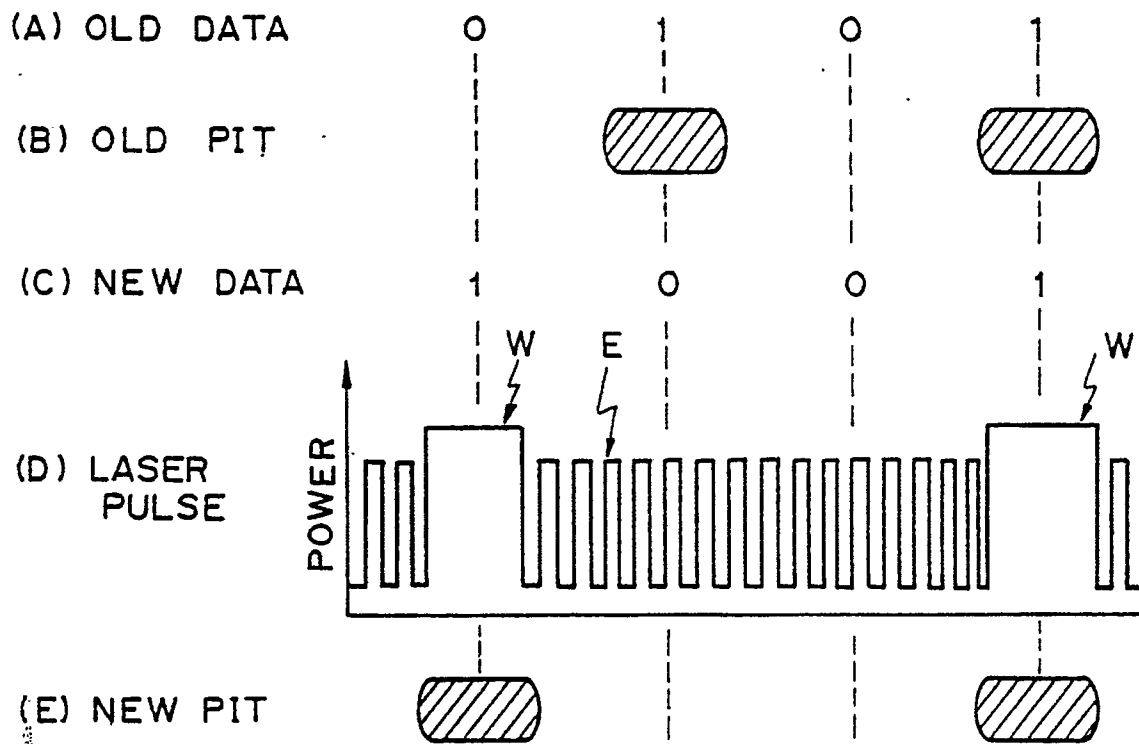 (A) OLD DATA 0 1 0 1
(B) OLD PIT
(C) NEW DATA 1 0 0 1
W E W
(D) LASER
PULSE
POWER
(E) NEW PIT